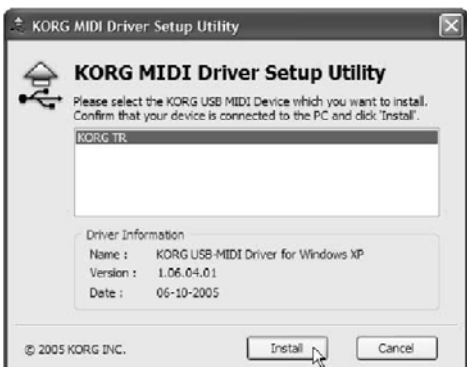 KORG MIDI Driver Setup Utility
KORG MIDI Driver Setup Utility
Please select the KORG USB MIDI Device which you want to install.
Confirm that your device is connected to the PC and click 'Install'.
KORG TR
Driver Information
Name : KORG USB-MIDI Driver for Windows XP
Version : 1.06.04.01
Date : 06-10-2005
© 2005 KORG INC.
Install
Cancel